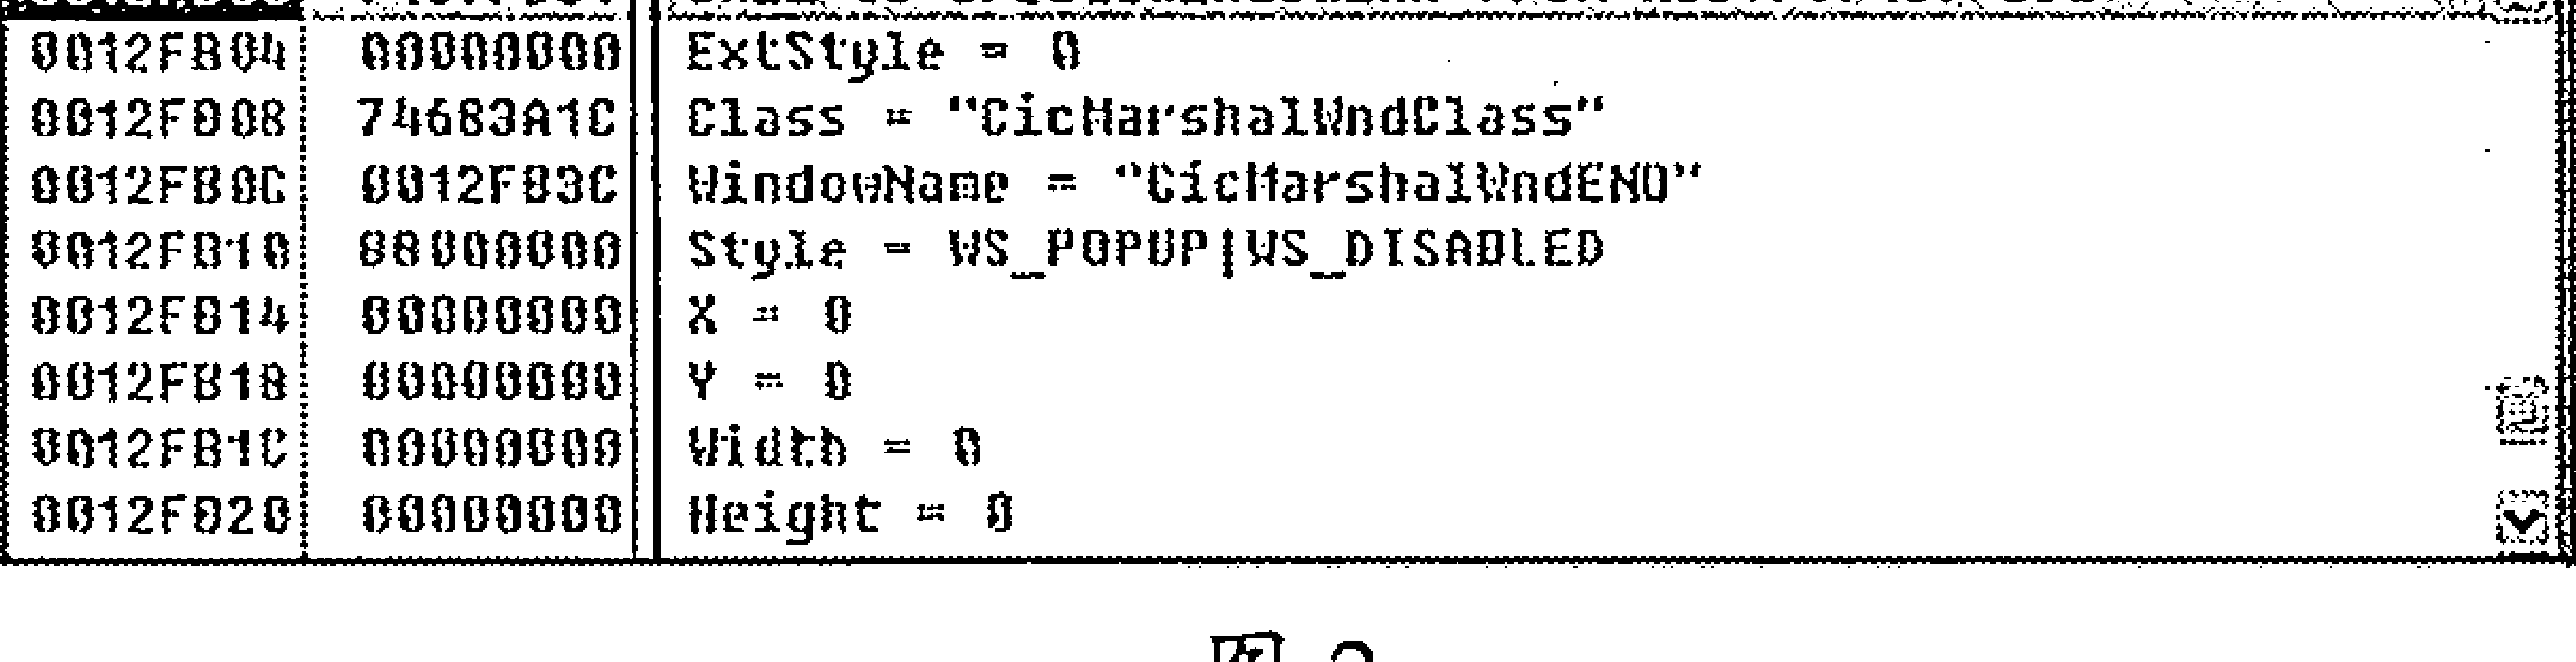 0012FB04 00000000 ExtStyle = 0
0012FB08 74683A1C Class = "CicMarshalWndClass"
0012FB0C 0012FB3C WindowName = "CicMarshalWndENO"
0012FB10 88000000 Style = WS_POPUP|WS_DISABLED
0012FB14 00000000 X = 0
0012FB18 00000000 Y = 0
0012FB1C 00000000 Width = 0
0012FB20 00000000 Height = 0
图